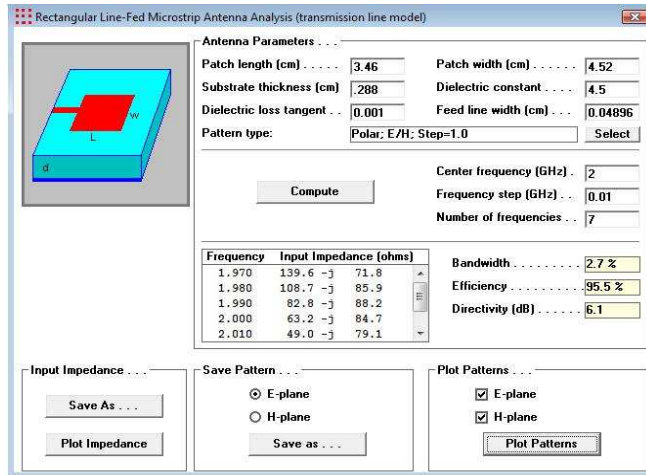 Rectangular Line-Fed Microstrip Antenna Analysis (transmission line model)
Antenna Parameters . . .
Patch length (cm) . . . . . 3.46 Patch width (cm) . . . . . . 4.52
Substrate thickness (cm) .288 Dielectric constant . . . 4.5
Dielectric loss tangent . . 0.001 Feed line width (cm) . . . 0.04896
Pattern type: Polar; E/H; Step=1.0 Select
W
L
d
Compute
Center frequency (GHz) . 2
Frequency step (GHz) . . 0.01
Number of frequencies . . 7
Frequency Input Impedance (ohms)
1.970 139.6 -j 71.8
1.980 108.7 -j 85.9
1.990 82.8 -j 88.2
2.000 63.2 -j 84.7
2.010 49.0 -j 79.1
Bandwidth . . . . . . . . . 2.7 %
Efficiency . . . . . . . . . . 95.5 %
Directivity (dB) . . . . . . 6.1
Input Impedance . . .
Save As . . .
Plot Impedance
Save Pattern . . .
E-plane
H-plane
Save as . . .
Plot Patterns . . .
E-plane
H-plane
Plot Patterns